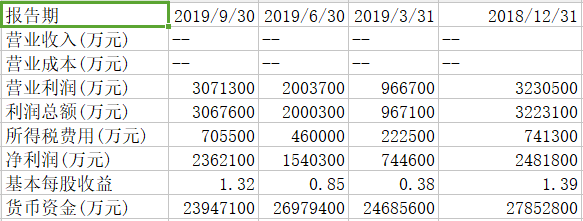 报告期 2019/9/30 2019/6/30 2019/3/31 2018/12/31
营业收入(万元) -- -- -- --
营业成本(万元) -- -- -- --
营业利润(万元) 3071300 2003700 966700 3230500
利润总额(万元) 3067600 2000300 967100 3223100
所得税费用(万元) 705500 460000 222500 741300
净利润(万元) 2362100 1540300 744600 2481800
基本每股收益 1.32 0.85 0.38 1.39
货币资金(万元) 23947100 26979400 24685600 27852800